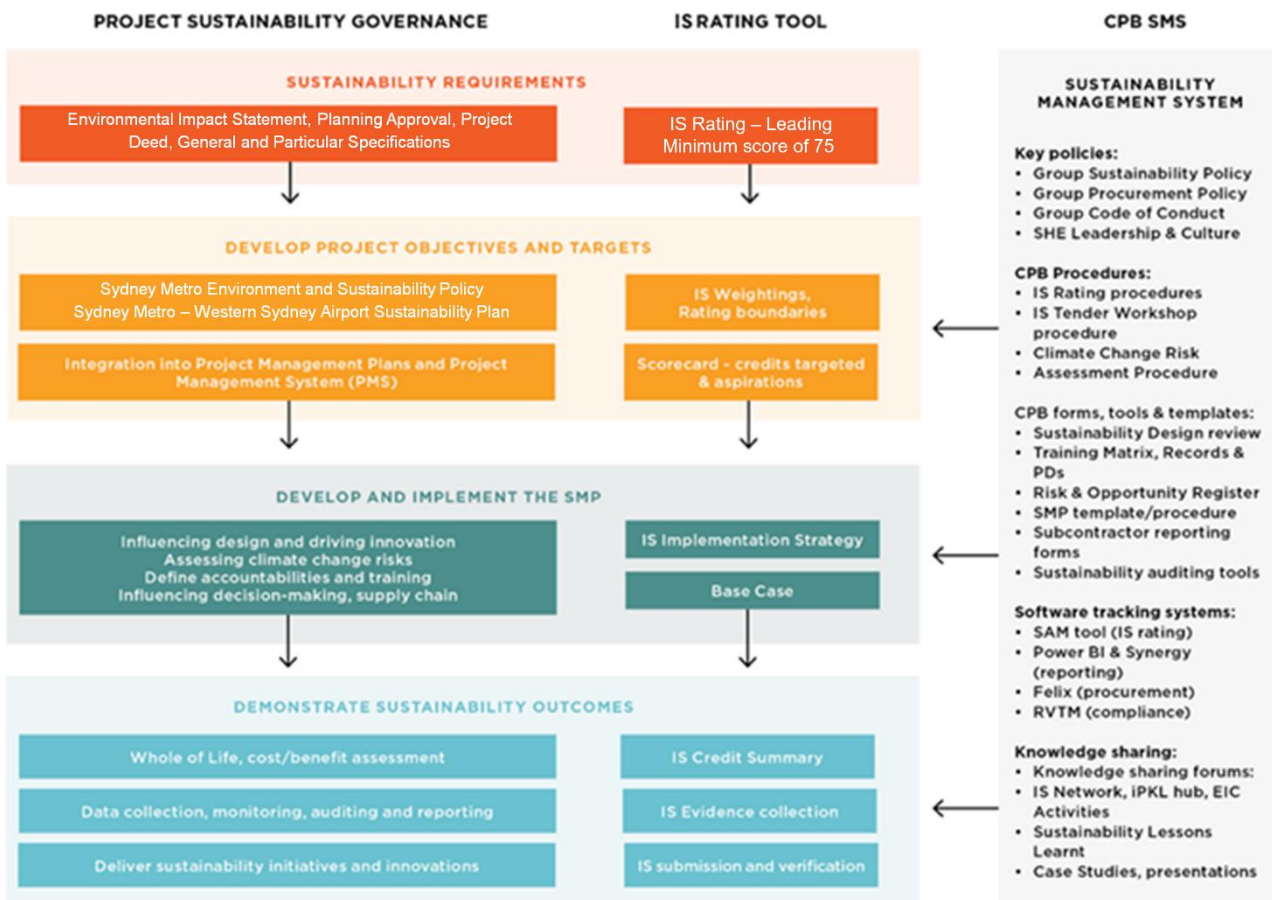 PROJECT SUSTAINABILITY GOVERNANCE
IS RATING TOOL
CPB SMS
SUSTAINABILITY REQUIREMENTS
Environmental Impact Statement, Planning Approval, Project
Deed, General and Particular Specifications
IS Rating – Leading
Minimum score of 75
DEVELOP PROJECT OBJECTIVES AND TARGETS
Sydney Metro Environment and Sustainability Policy
Sydney Metro – Western Sydney Airport Sustainability Plan
IS Weightings,
Rating boundaries
Integration into Project Management Plans and Project
Management System (PMS)
Scorecard - credits targeted
& aspirations
DEVELOP AND IMPLEMENT THE SMP
Influencing design and driving innovation
Assessing climate change risks
Define accountabilities and training
Influencing decision-making, supply chain
IS Implementation Strategy
Base Case
DEMONSTRATE SUSTAINABILITY OUTCOMES
Whole of Life, cost/benefit assessment
IS Credit Summary
Data collection, monitoring, auditing and reporting
IS Evidence collection
Deliver sustainability initiatives and innovations
IS submission and verification
SUSTAINABILITY
MANAGEMENT SYSTEM
Key policies:
• Group Sustainability Policy
• Group Procurement Policy
• Group Code of Conduct
• SHE Leadership & Culture
CPB Procedures:
• IS Rating procedures
• IS Tender Workshop
procedure
• Climate Change Risk
• Assessment Procedure
CPB forms, tools & templates:
• Sustainability Design review
• Training Matrix, Records &
PDs
• Risk & Opportunity Register
• SMP template/procedure
• Subcontractor reporting
forms
• Sustainability auditing tools
Software tracking systems:
• SAM tool (IS rating)
• Power BI & Synergy
(reporting)
• Felix (procurement)
• RVTM (compliance)
Knowledge sharing:
• Knowledge sharing forums:
• IS Network, iPKL hub, EIC
Activities
• Sustainability Lessons
Learnt
• Case Studies, presentations